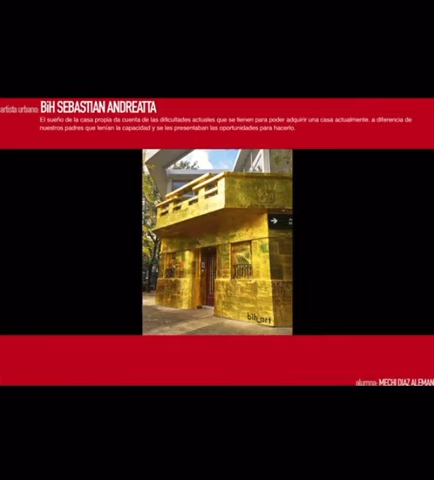 artista urbano: BiH SEBASTIAN ANDREATTA
El sueño de la casa propia da cuenta de las dificultades actuales que se tienen para poder adquirir una casa actualmente, a diferencia de
nuestros padres que tenían la capacidad y se les presentaban las oportunidades para hacerlo.
bih_art
alumna: MECHI DIAZ ALEMAN